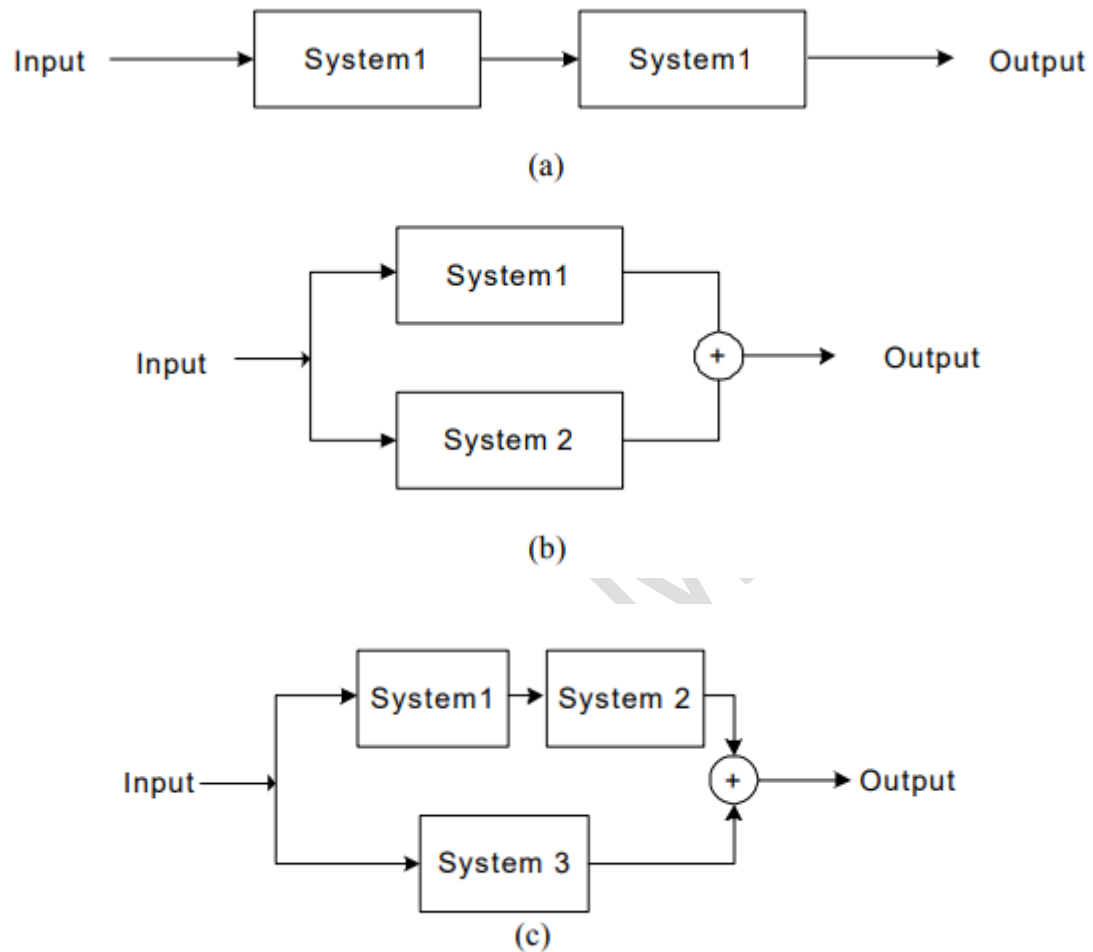 Input System1 System1 Output
(a)
System1
Input + Output
System 2
(b)
System1 System 2
Input + Output
System 3
(c)